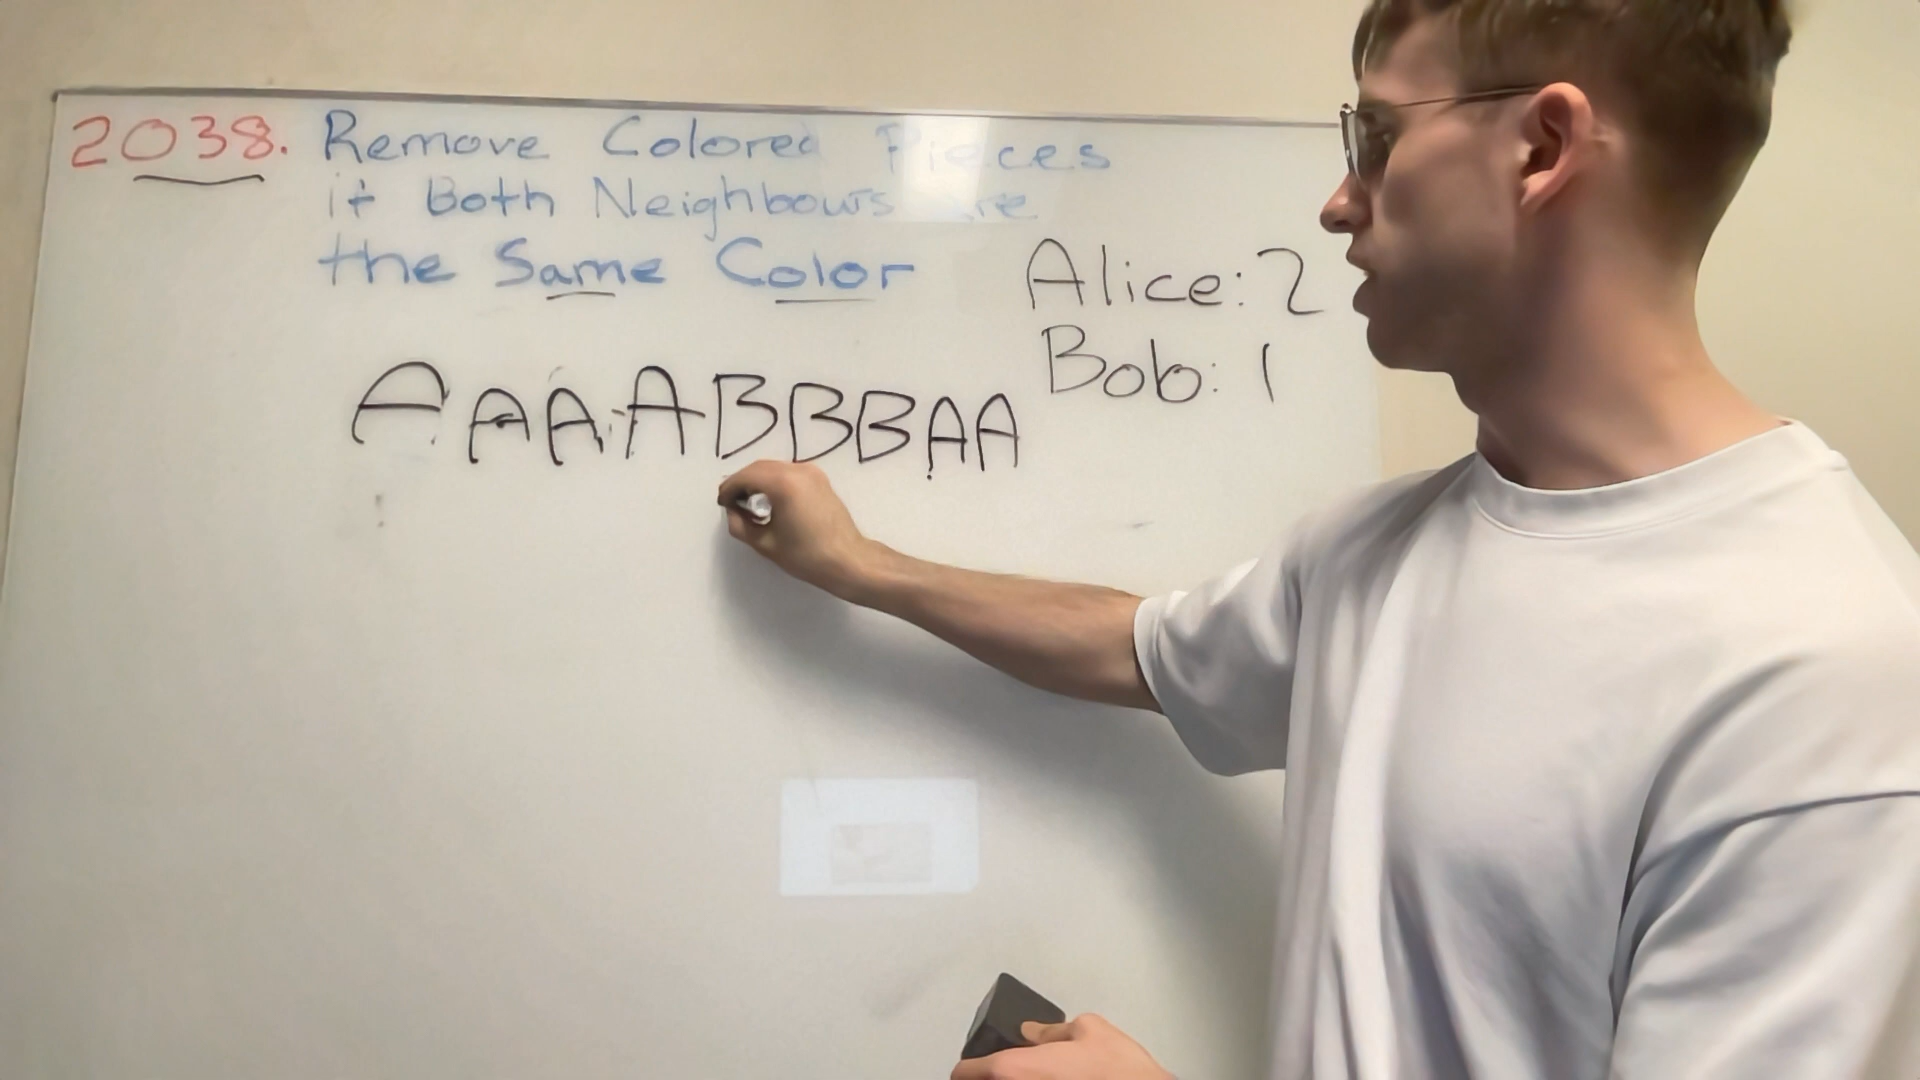 2038. Remove Colored Pieces
if Both Neighbours are
the Same Color
Alice: 2
Bob: 1
AAAABBBAA